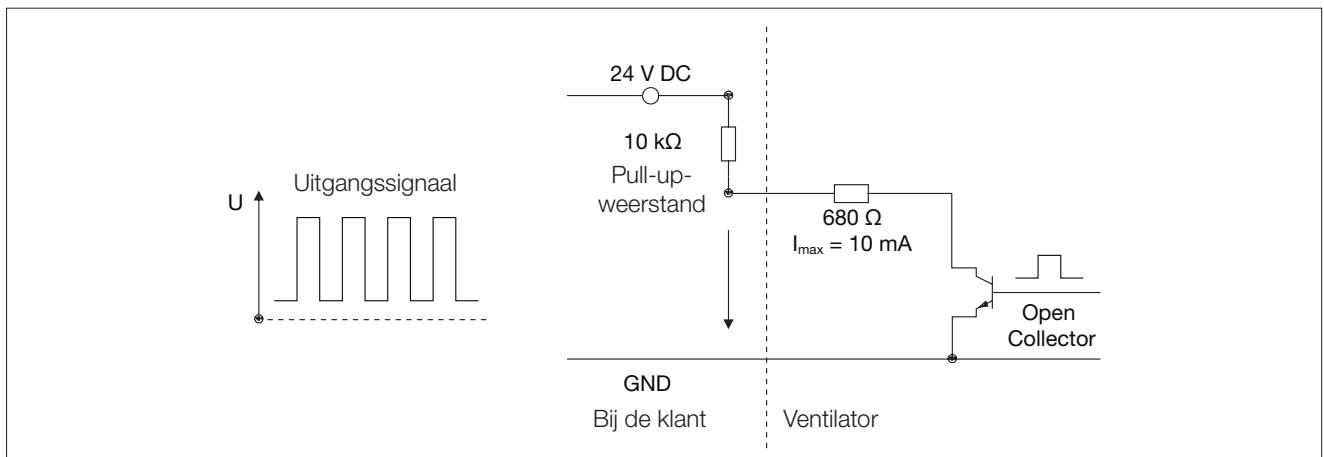 Uitgangssignaal
U
24 V DC
10 kΩ
Pull-up-
weerstand
680 Ω
Imax = 10 mA
Open
Collector
GND
Bij de klant
Ventilator